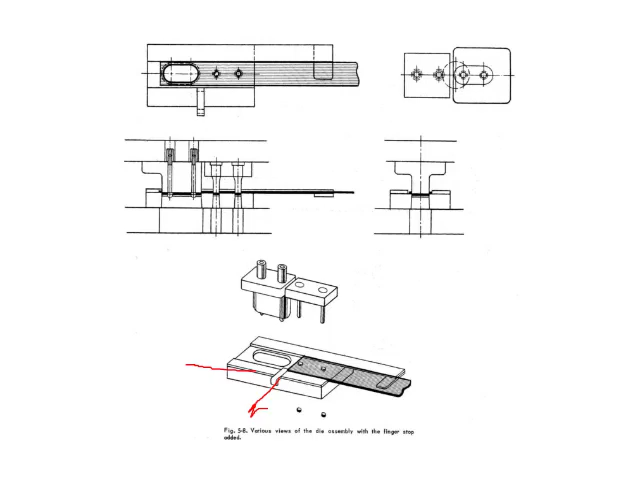 Fig. 5-8. Various views of the die assembly with the finger stop
added.